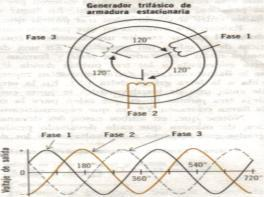 Generador trifásico de
armadura estacionaria
Fase 3
Fase 1
120°
120°
120°
Fase 2
Fase 1
Fase 2
Fase 3
Voltaje de salida
180°
540°
0°
360°
720°